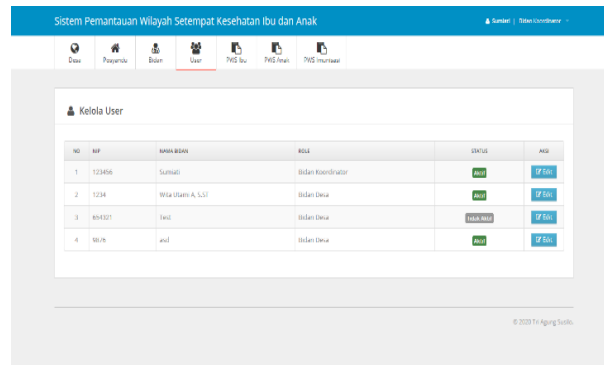 Sistem Pemantauan Wilayah Setempat Kesehatan Ibu dan Anak
Sumiati | Bidan Koordinator
Desa Posyandu Bidan User PWS Ibu PWS Anak PWS Imunisasi
Kelola User
NO NIP NAMA BIDAN ROLE STATUS AKSI
1 123456 Sumiati Bidan Koordinator Aktif Edit
2 1234 Wita Utami A, S.ST Bidan Desa Aktif Edit
3 654321 Test Bidan Desa Tidak Aktif Edit
4 9876 asd Bidan Desa Aktif Edit
© 2020 Tri Agung Susilo.